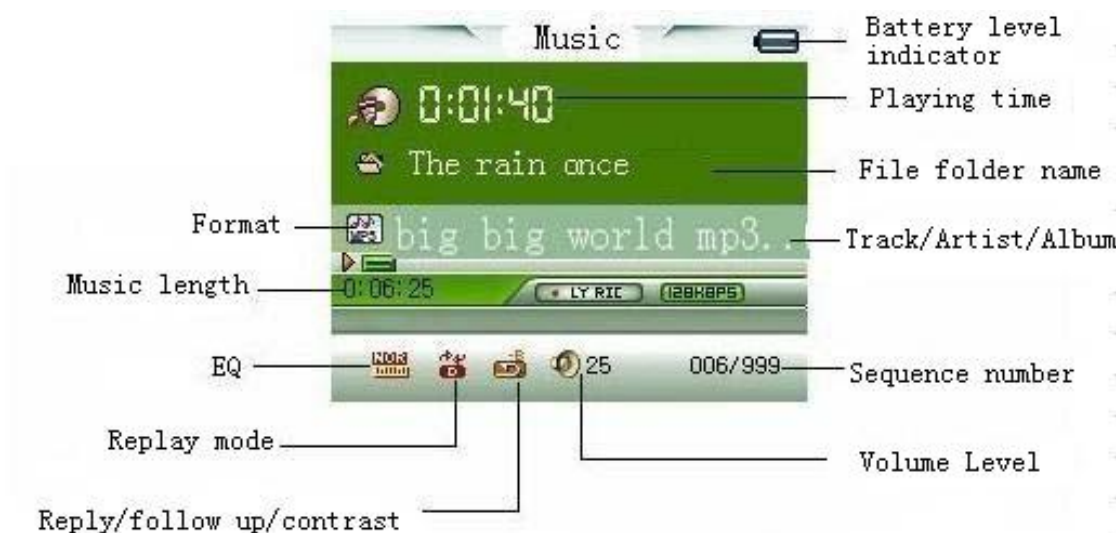 Music
Battery level
indicator
0:01:40
Playing time
The rain once
File folder name
Format
MP3
big big world mp3..
Track/Artist/Album
Music length
0:06:25
LYRIC
128KBPS
EQ
NOR
25
006/999
Sequence number
Replay mode
Volume Level
Reply/follow up/contrast